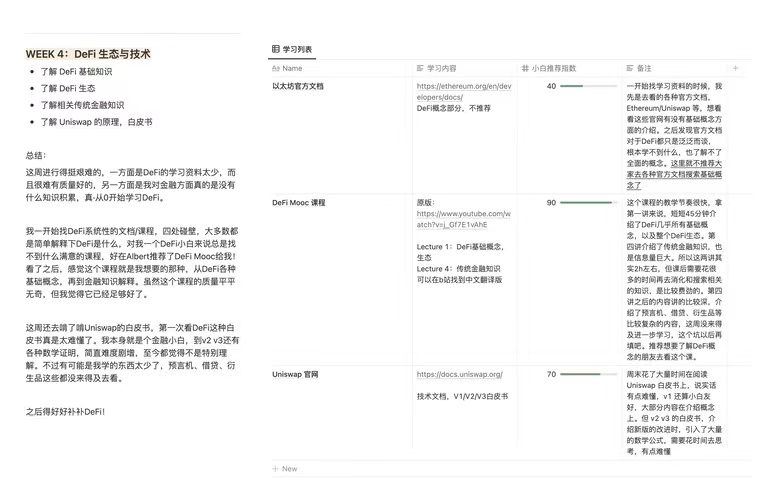 WEEK 4：DeFi 生态与技术
• 了解 DeFi 基础知识
• 了解 DeFi 生态
• 了解相关传统金融知识
• 了解 Uniswap 的原理，白皮书
总结：
这周进行得挺艰难的，一方面是DeFi的学习资料太少，而
且很难有质量好的，另一方面是我对金融方面真的是没有
什么知识积累，真·从0开始学习DeFi。
我一开始找DeFi系统性的文档/课程，四处碰壁，大多数都
是简单解释下DeFi是什么，对我一个DeFi小白来说总是找
不到什么满意的课程，好在Albert推荐了DeFi Mooc给我！
看了之后，感觉这个课程就是我想要的那种，从DeFi各种
基础概念，再到金融知识解释。虽然这个课程的质量平平
无奇，但我觉得它已经足够好了。
这周还去啃了啃Uniswap的白皮书，第一次看DeFi这种白
皮书真是太难懂了。我本身就是个金融小白，到v2 v3还有
各种数学证明，简直难度剧增，至今都觉得不是特别理
解。不过有可能是我学的东西太少了，预言机、借贷、衍
生品这些都没来得及去看。
之后得好好补补DeFi！
学习列表
Aa Name
学习内容
小白推荐指数
备注
以太坊官方文档
https://ethereum.org/en/dev
elopers/docs/
DeFi概念部分，不推荐
40
一开始找学习资料的时候，我
先是去看的各种官方文档，
Ethereum/Uniswap 等，想看
看这些官网有没有基础概念方
面的介绍。之后发现官方文档
对于DeFi都只是泛泛而谈，
根本学不到什么，也了解不了
全面的概念。这里就不推荐大
家去各种官方文档搜索基础概
念了
DeFi Mooc 课程
原版：
https://www.youtube.com/w
atch?v=j_Gf7E1vAhE
Lecture 1：DeFi基础概念，
生态
Lecture 4：传统金融知识
可以在b站找到中文翻译版
90
这个课程的教学节奏很快，拿
第一讲来说，短短45分钟介
绍了DeFi几乎所有基础概
念，以及整个DeFi生态。第
四讲介绍了传统金融知识，也
是信息量巨大。所以这两讲其
实2h左右，但课后需要花很
多的时间再去消化和搜索相关
的知识，是比较费劲的。第四
讲之后的内容讲的比较深，介
绍了预言机、借贷、衍生品等
比较复杂的内容，这周没来得
及进一步学习，这个坑以后再
填吧。推荐想要了解DeFi概
念的朋友去看这个课。
Uniswap 官网
https://docs.uniswap.org/
技术文档，V1/V2/V3白皮书
70
周末花了大量时间在阅读
Uniswap 白皮书上，说实话
有点难懂，v1 还算小白友
好，大部分内容在介绍概念
上。但 v2 v3 的白皮书，介
绍新版的改进时，引入了大量
的数学公式，需要花时间去思
考，有点难懂
+ New